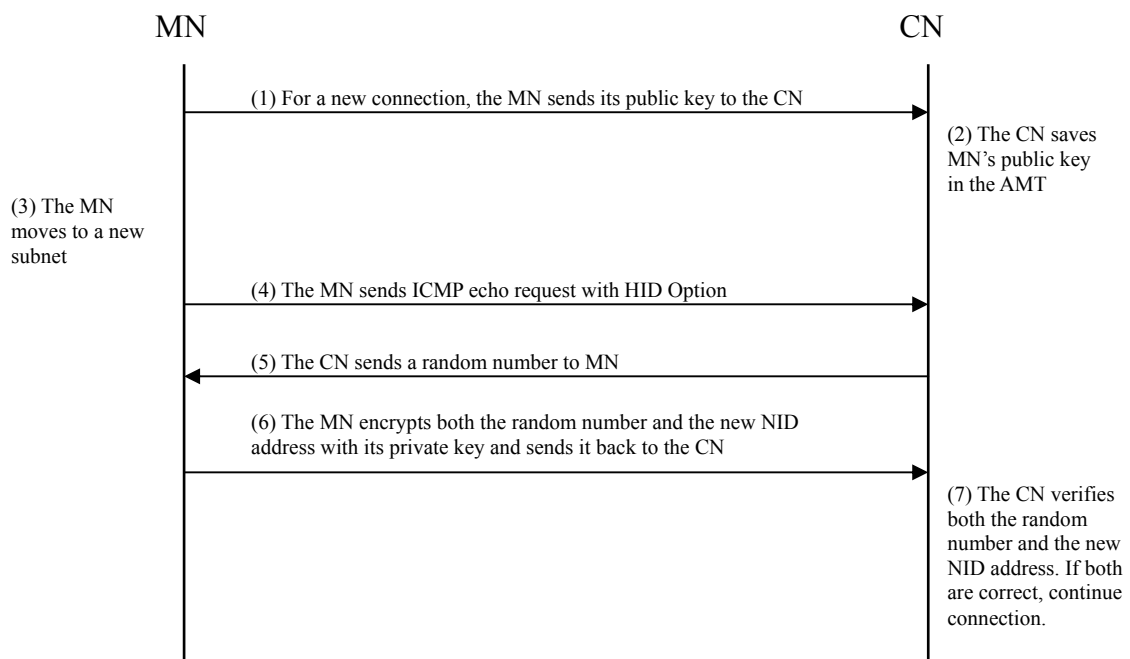 MN
CN
(1) For a new connection, the MN sends its public key to the CN
(2) The CN saves
MN’s public key
in the AMT
(3) The MN
moves to a new
subnet
(4) The MN sends ICMP echo request with HID Option
(5) The CN sends a random number to MN
(6) The MN encrypts both the random number and the new NID
address with its private key and sends it back to the CN
(7) The CN verifies
both the random
number and the new
NID address. If both
are correct, continue
connection.